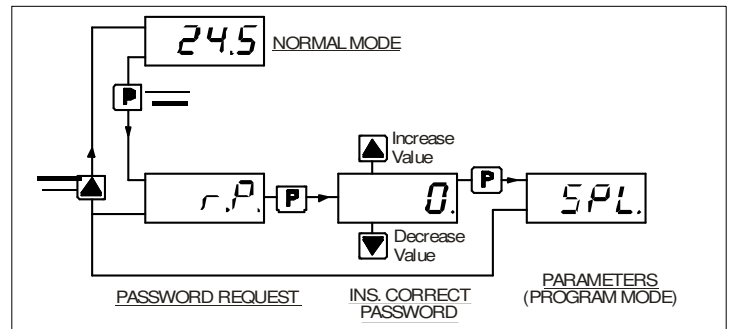 24.5
NORMAL MODE
P
Increase
Value
r.P.
P
0.
P
SPL.
Decrease
Value
PASSWORD REQUEST
INS. CORRECT
PASSWORD
PARAMETERS
(PROGRAM MODE)